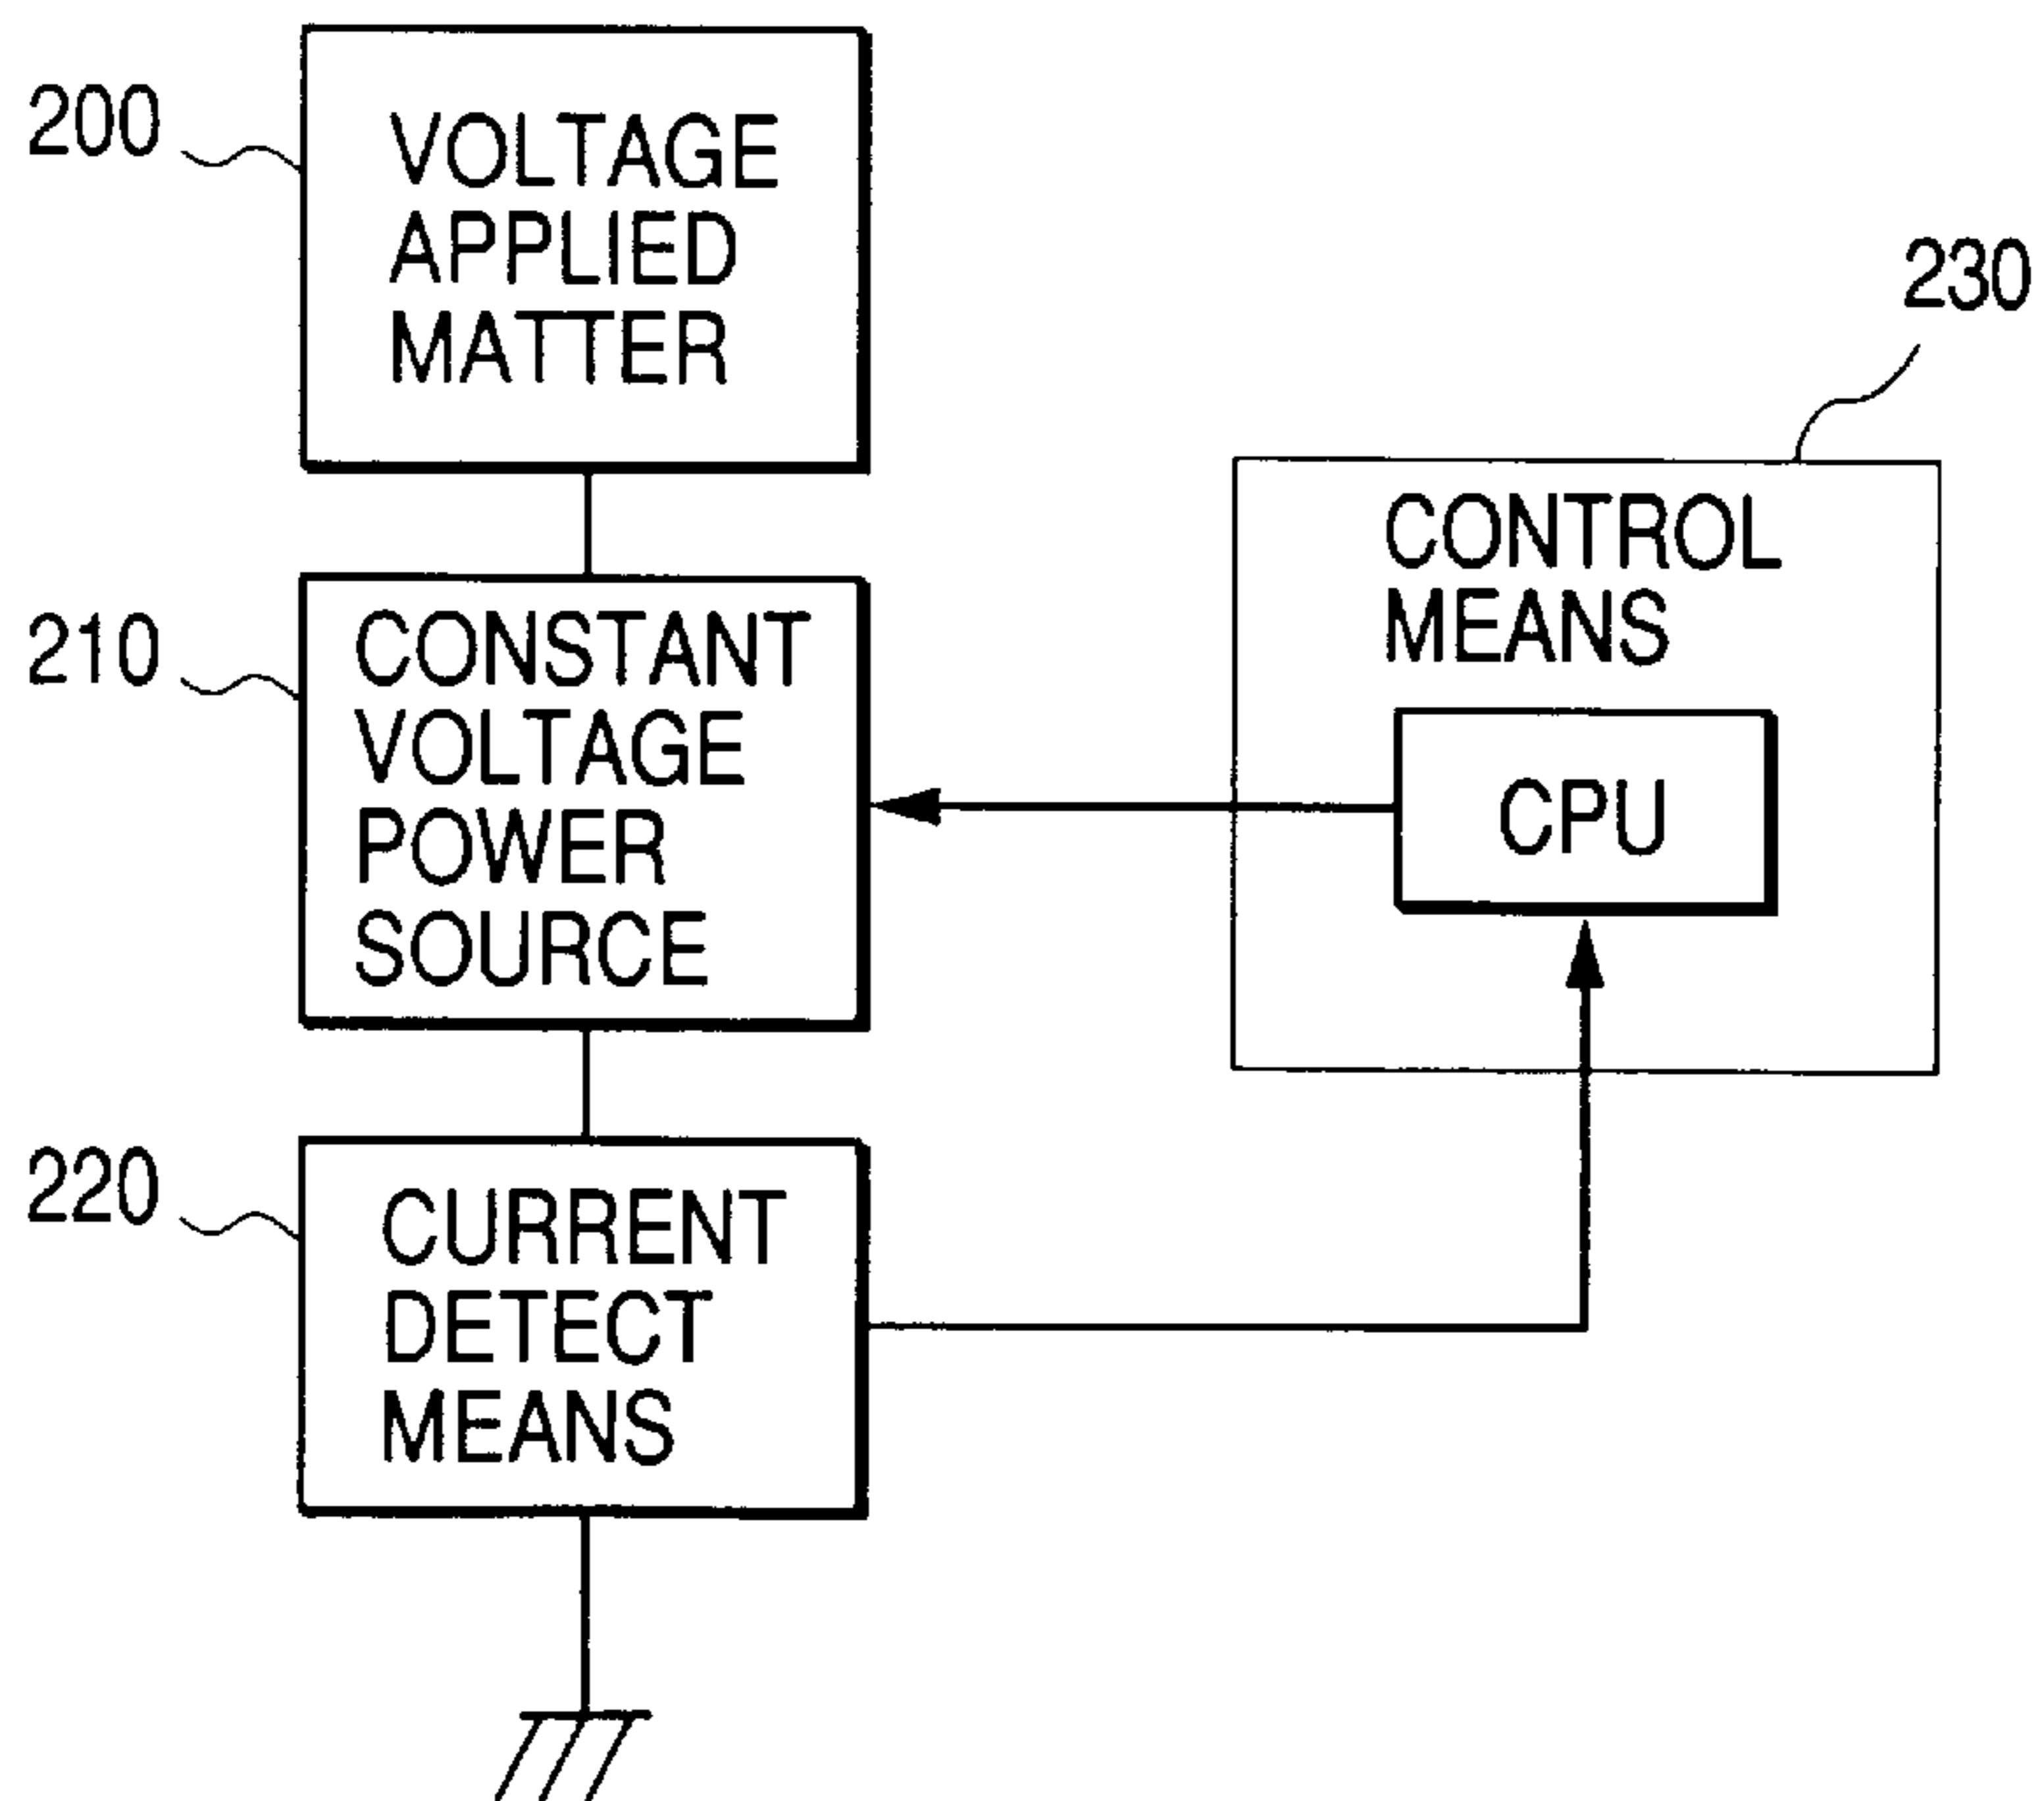 200
VOLTAGE
APPLIED
MATTER
230
CONTROL
MEANS
210
CONSTANT
VOLTAGE
POWER
SOURCE
CPU
220
CURRENT
DETECT
MEANS